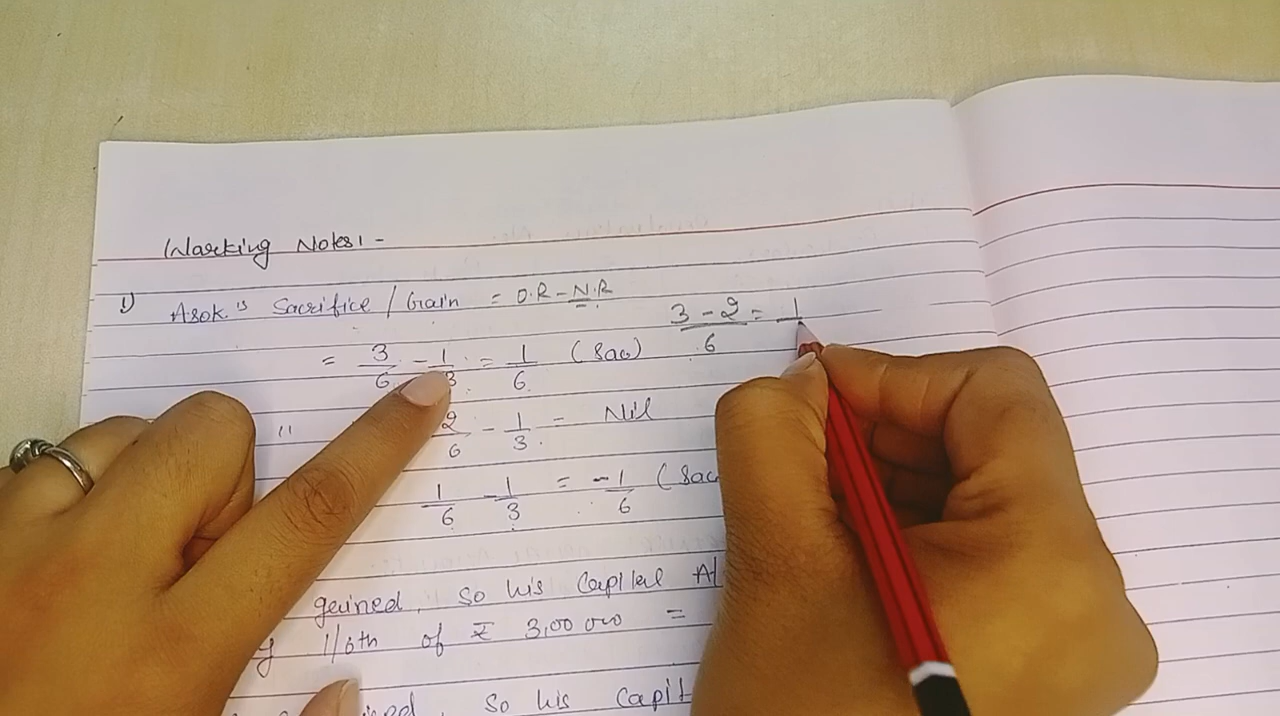 Working Notes:-
1) Asok's Sacrifice / Gain = O.R - N.R
= 3/6 - 1/3 = 1/6 (Sac) 3 - 2/6 = 1
" 2/6 - 1/3 = Nil
1/6 - 1/3 = -1/6 (Sac
gained, so his Capital A/
1/6th of ₹ 3,00,000 =
so his Capit